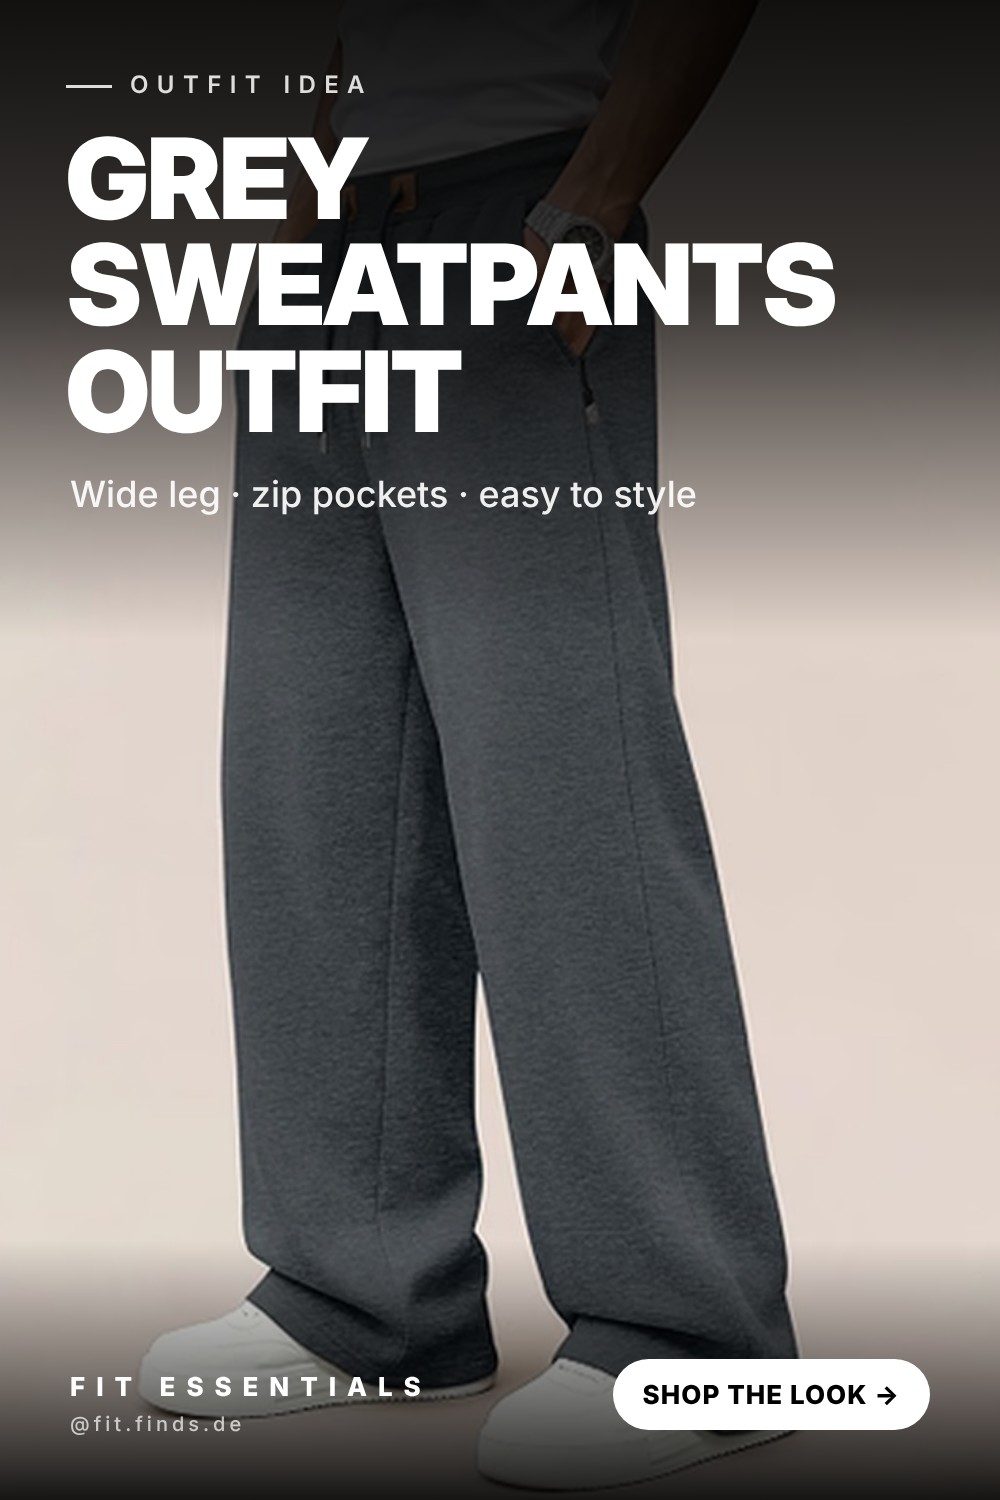 OUTFIT IDEA
GREY
SWEATPANTS
OUTFIT
Wide leg · zip pockets · easy to style
FIT ESSENTIALS
SHOP THE LOOK →
@fit.finds.de